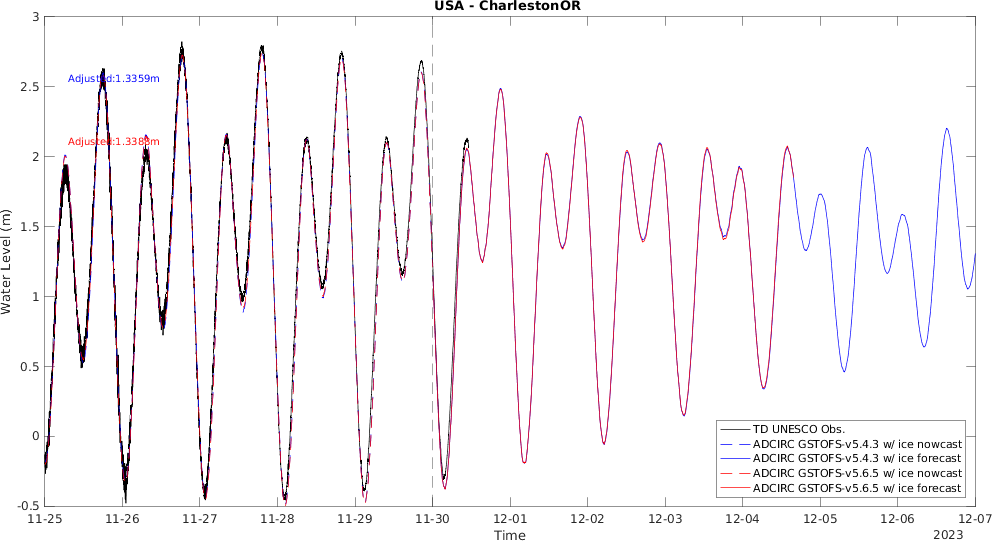 USA - CharlestonOR
3
2.5
2
1.5
1
0.5
0
-0.5
Water Level (m)
Adjusted:1.3359m
Adjusted:1.3388m
TD UNESCO Obs.
ADCIRC GSTOFS-v5.4.3 w/ ice nowcast
ADCIRC GSTOFS-v5.4.3 w/ ice forecast
ADCIRC GSTOFS-v5.6.5 w/ ice nowcast
ADCIRC GSTOFS-v5.6.5 w/ ice forecast
11-25 11-26 11-27 11-28 11-29 11-30 12-01 12-02 12-03 12-04 12-05 12-06 12-07
Time
2023